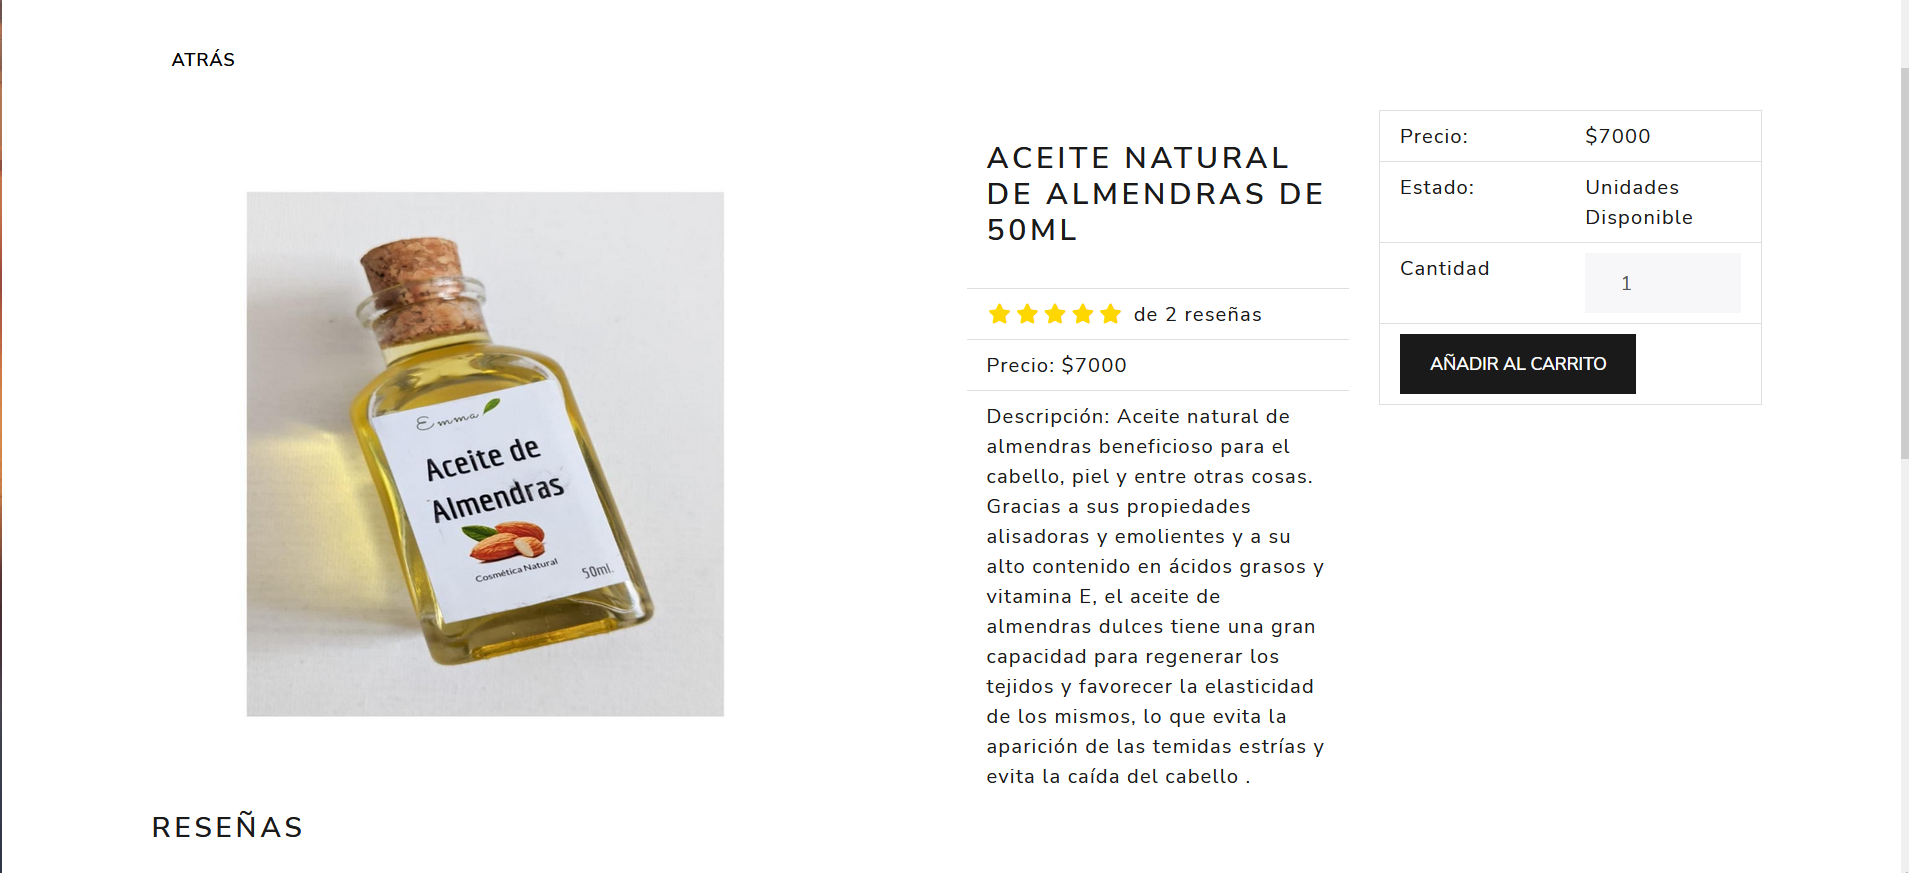 ATRÁS
Emma
Aceite de
Almendras
Cosmética Natural
50ml.
ACEITE NATURAL
DE ALMENDRAS DE
50ML
de 2 reseñas
Precio: $7000
Descripción: Aceite natural de
almendras beneficioso para el
cabello, piel y entre otras cosas.
Gracias a sus propiedades
alisadoras y emolientes y a su
alto contenido en ácidos grasos y
vitamina E, el aceite de
almendras dulces tiene una gran
capacidad para regenerar los
tejidos y favorecer la elasticidad
de los mismos, lo que evita la
aparición de las temidas estrías y
evita la caída del cabello .
Precio: $7000
Estado: Unidades
Disponible
Cantidad 1
AÑADIR AL CARRITO
RESEÑAS